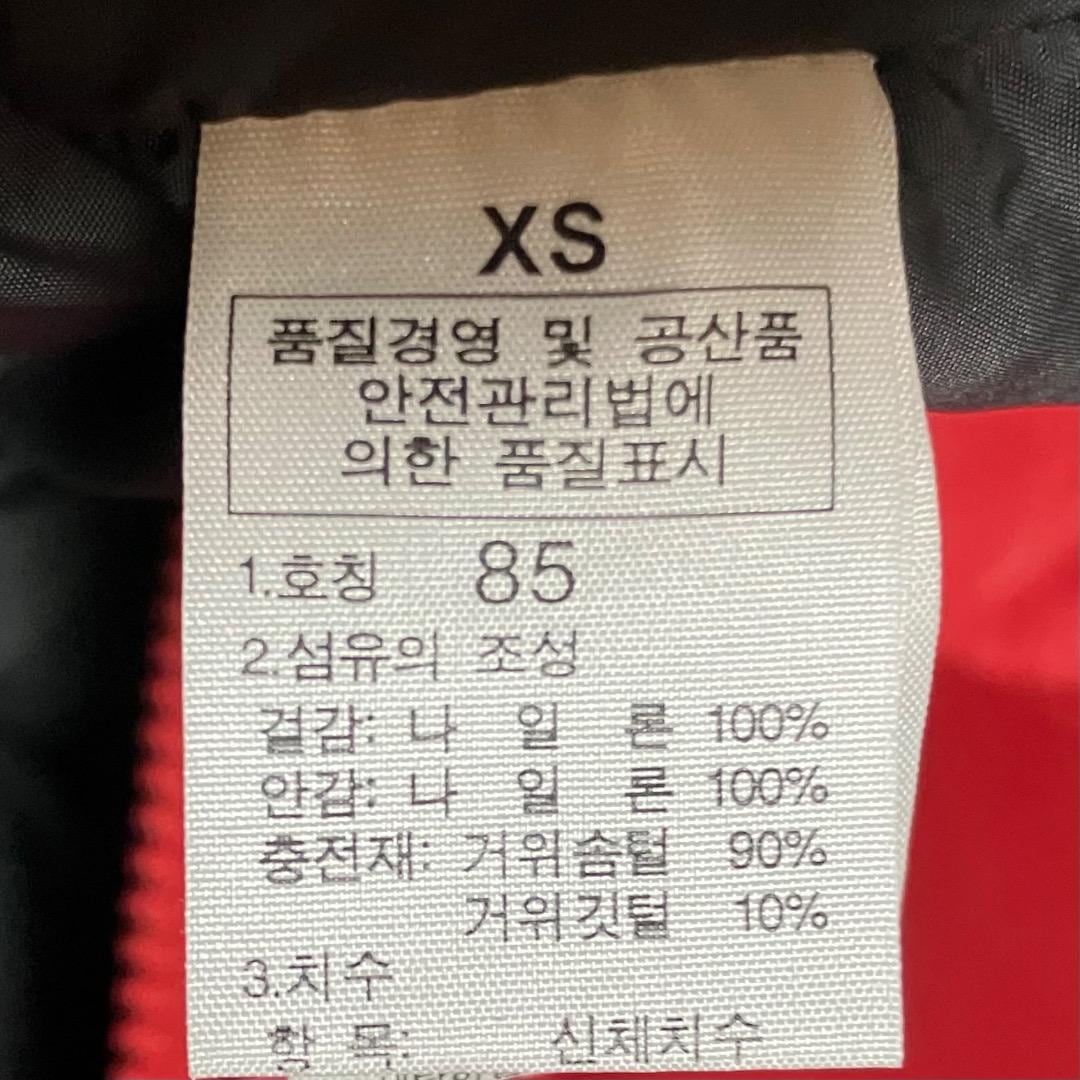 XS
품질경영 및 공산품
안전관리법에
의한 품질표시
1.호칭 85
2.섬유의 조성
겉감: 나 일 론 100%
안감: 나 일 론 100%
충전재: 거위솜털 90%
거위깃털 10%
3.치수
항 목: 신체치수